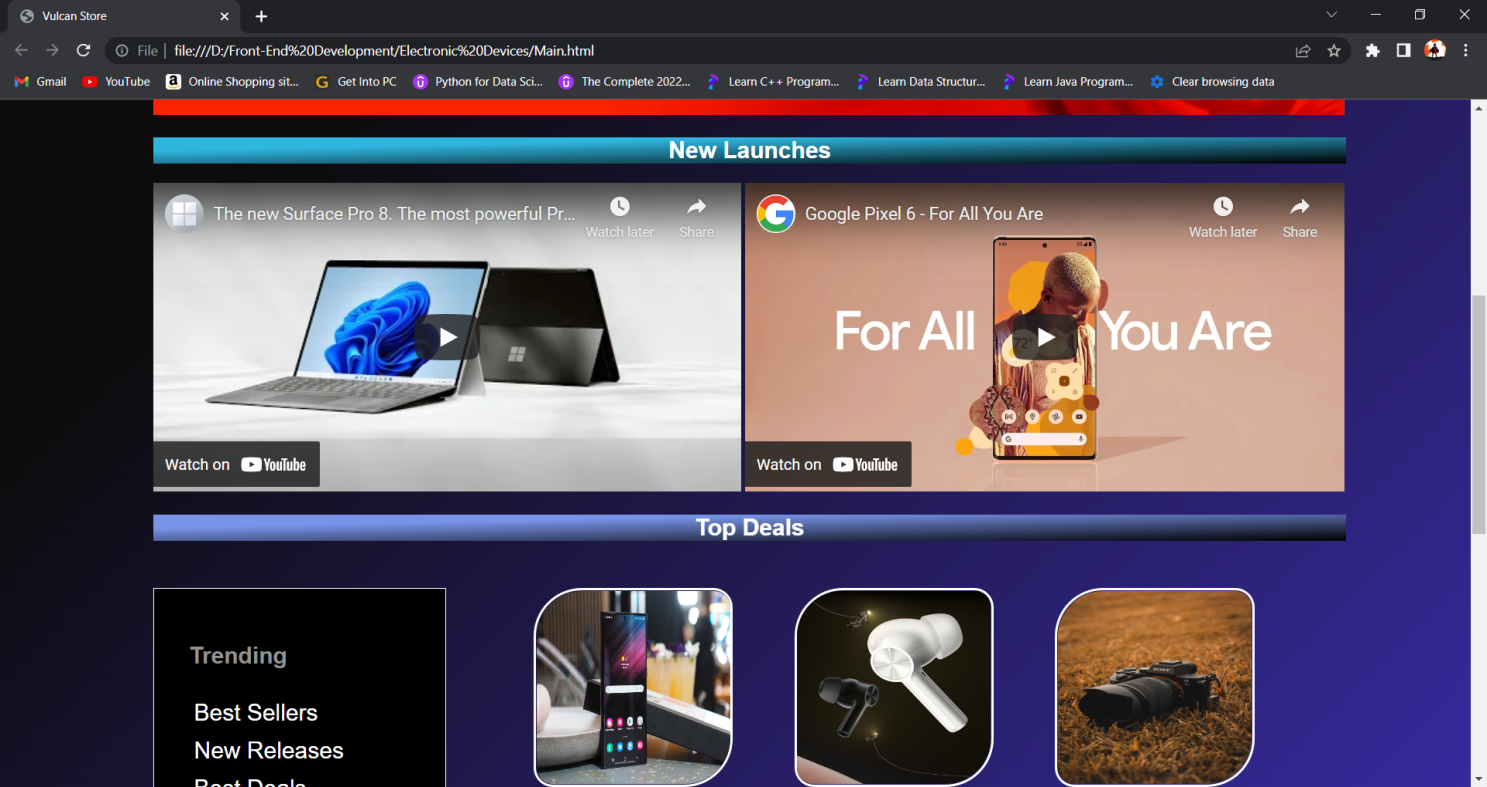 Vulcan Store
File file:///D:/Front-End%20Development/Electronic%20Devices/Main.html
Gmail YouTube Online Shopping sit... Get Into PC Python for Data Sci... The Complete 2022... Learn C++ Program... Learn Data Structur... Learn Java Program... Clear browsing data
New Launches
The new Surface Pro 8. The most powerful Pr... Watch later Share
Google Pixel 6 - For All You Are Watch later Share
For All You Are
72°
Watch on YouTube
Watch on YouTube
Top Deals
Trending
Best Sellers
New Releases
Best Deals
SONY